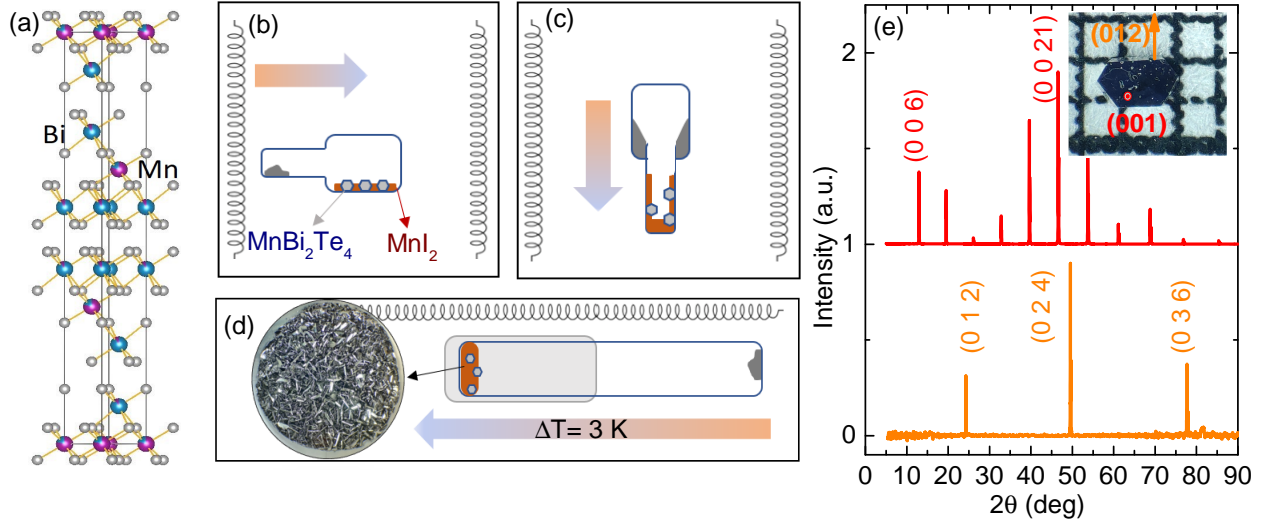 (a)
Bi
Mn
(b)
MnBi₂Te₄
MnI₂
(c)
(d)
ΔT= 3 K
(e)
Intensity (a.u.)
2
1
0
(0 0 6)
(0 0 21)
(012)
(001)
(0 1 2)
(0 2 4)
(0 3 6)
0 10 20 30 40 50 60 70 80 90
2θ (deg)